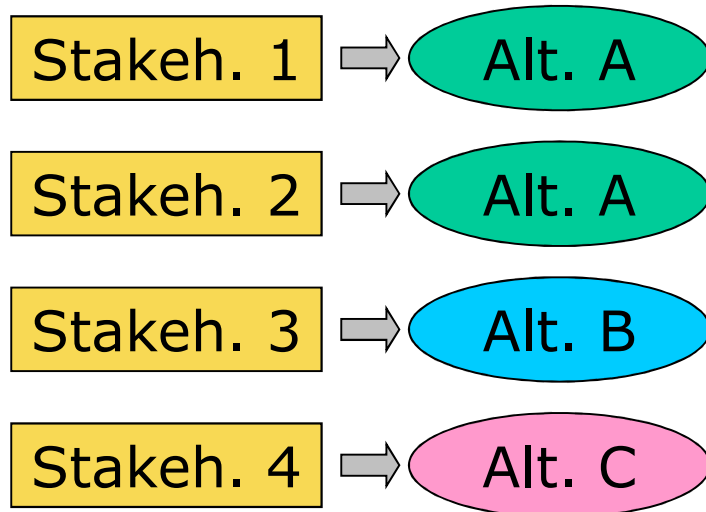 Stakeh. 1 Alt. A
Stakeh. 2 Alt. A
Stakeh. 3 Alt. B
Stakeh. 4 Alt. C